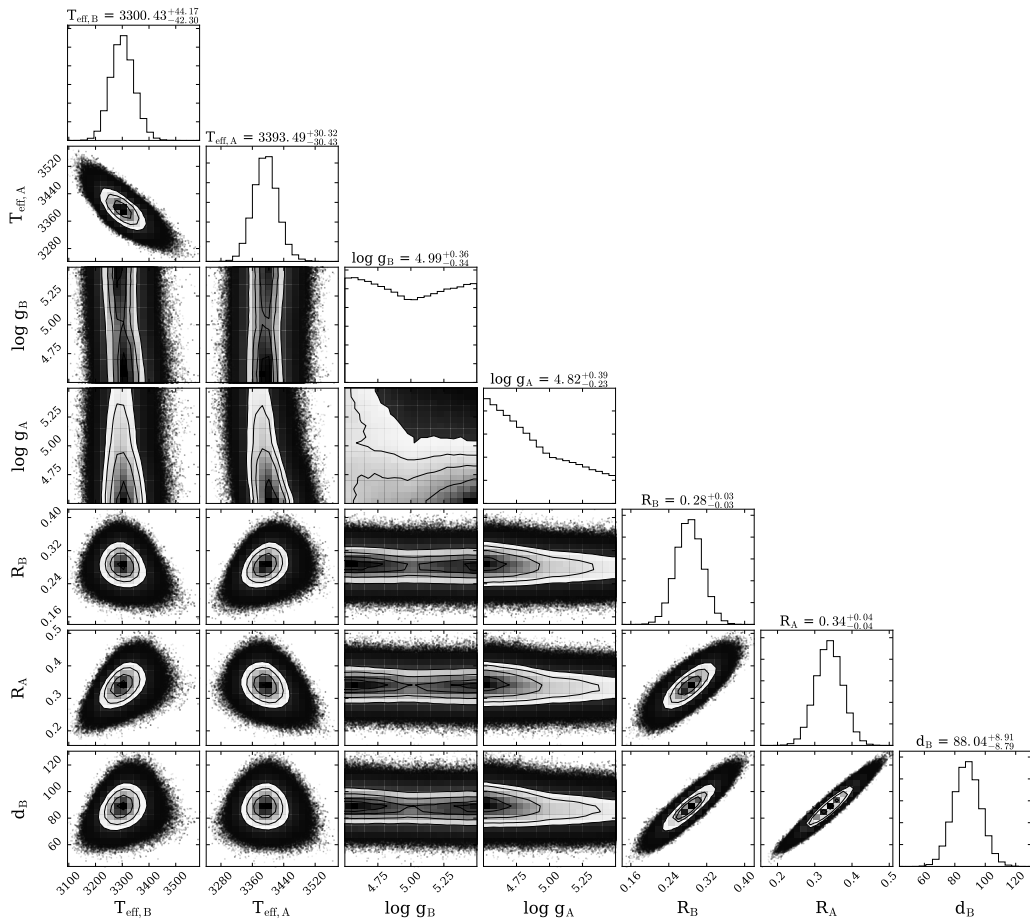 T_eff,B = 3300.43 +44.17 −42.30
T_eff,A = 3393.49 +30.32 −30.43
3520
3440
3360
3280
T_eff,A
log g_B = 4.99 +0.36 −0.34
5.25
5.00
4.75
log g_B
log g_A = 4.82 +0.39 −0.23
5.25
5.00
4.75
log g_A
R_B = 0.28 +0.03 −0.03
0.40
0.32
0.24
0.16
R_B
R_A = 0.34 +0.04 −0.04
0.5
0.4
0.3
0.2
R_A
d_B = 88.04 +8.91 −8.79
120
100
80
60
d_B
3100 3200 3300 3400 3500
3280 3360 3440 3520
4.75 5.00 5.25
4.75 5.00 5.25
0.16 0.24 0.32 0.40
0.2 0.3 0.4 0.5
60 80 100 120
T_eff,B T_eff,A log g_B log g_A R_B R_A d_B